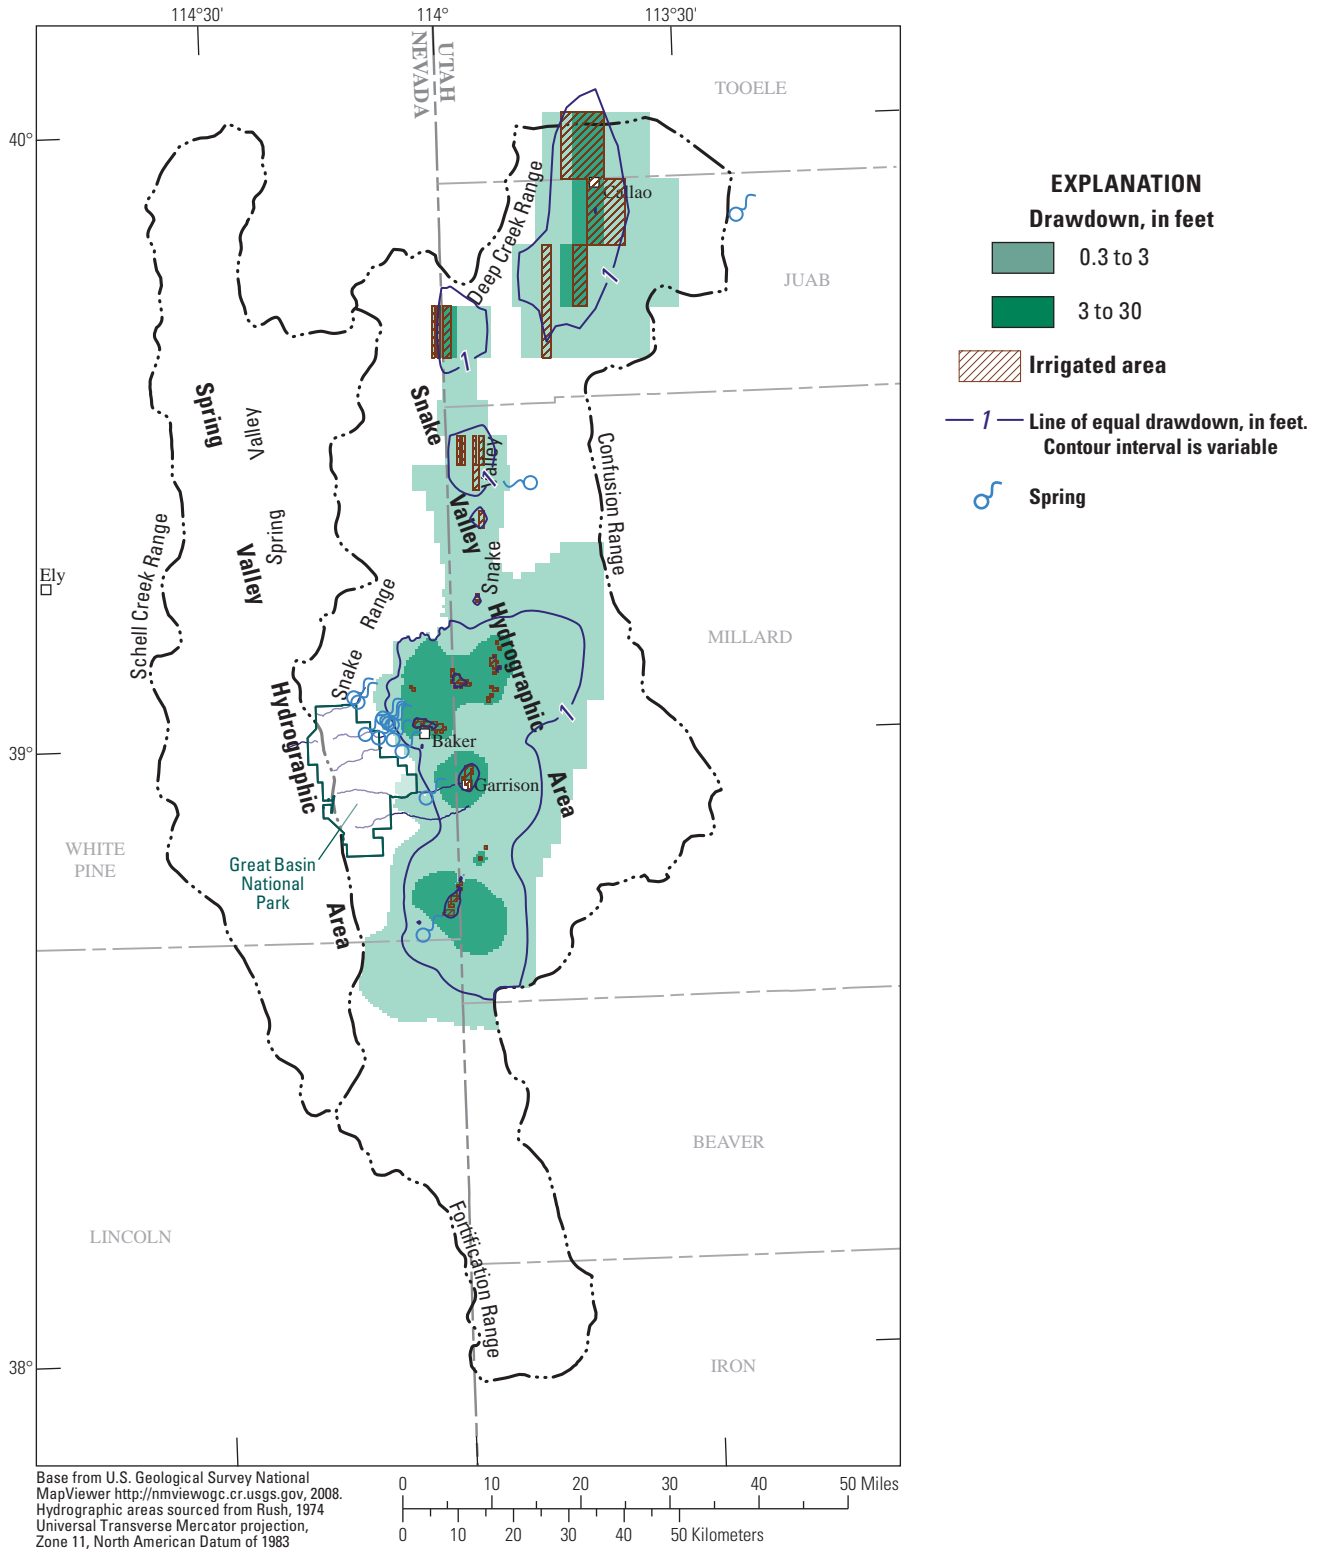 114°30'
114°
113°30'
UTAH
NEVADA
TOOELE
40°
Callao
Deep Creek Range
JUAB
1
1
Spring
Valley
Snake
Valley
1
Confusion Range
Valley
Schell Creek Range
Spring
Valley
Snake
Ely
Range
Snake
Hydrographic
MILLARD
Hydrographic
1
Baker
39°
Garrison
Area
WHITE
PINE
Great Basin
National
Park
Area
BEAVER
LINCOLN
Fortification Range
IRON
38°
EXPLANATION
Drawdown, in feet
0.3 to 3
3 to 30
Irrigated area
1 Line of equal drawdown, in feet.
Contour interval is variable
Spring
Base from U.S. Geological Survey National
MapViewer http://nmviewogc.cr.usgs.gov, 2008.
Hydrographic areas sourced from Rush, 1974
Universal Transverse Mercator projection,
Zone 11, North American Datum of 1983
0 10 20 30 40 50 Miles
0 10 20 30 40 50 Kilometers